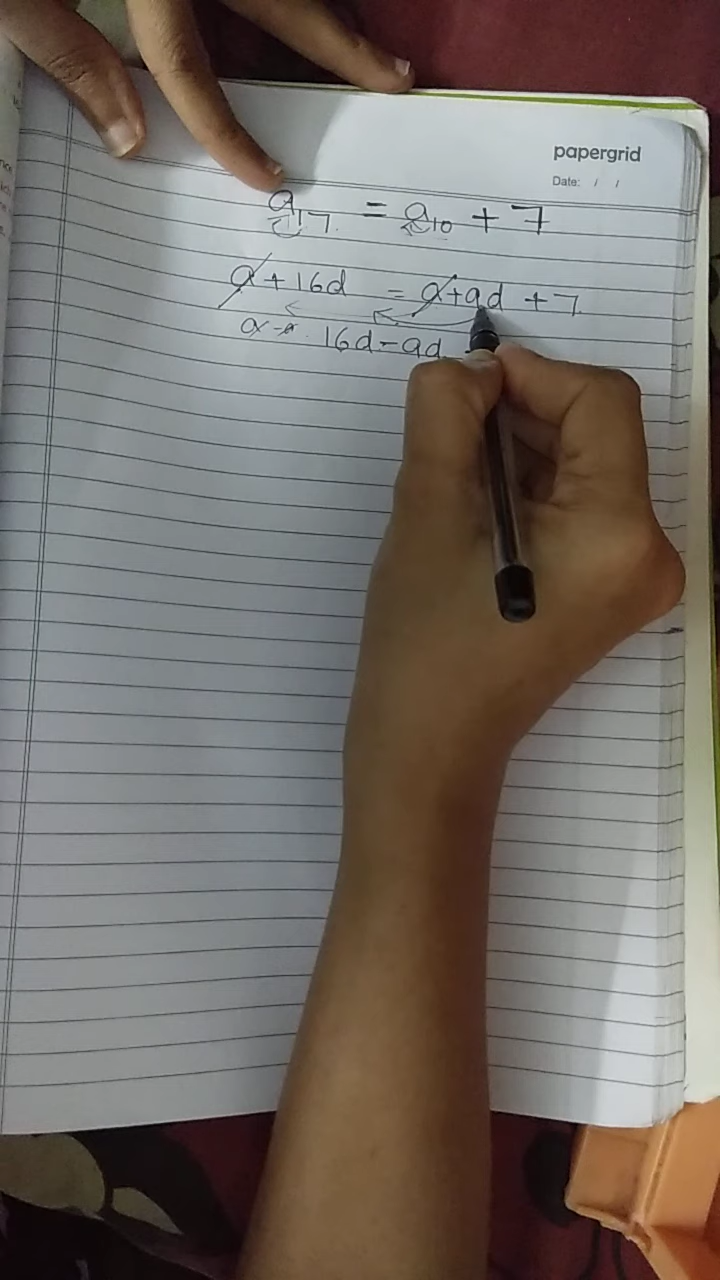 papergrid
Date: / /
a17 = a10 + 7
a + 16d = a + 9d + 7
a - a 16d - 9d